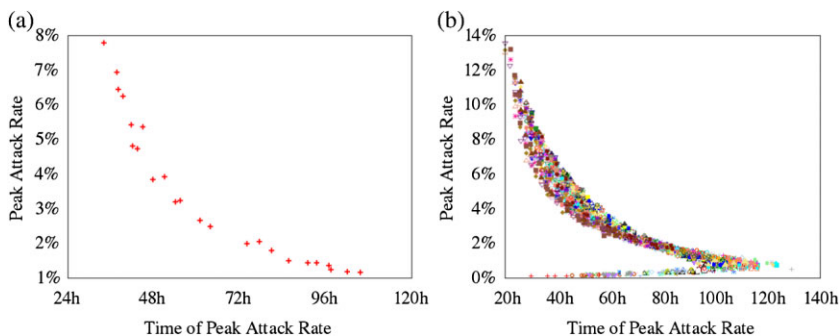 (a)
8%
7%
6%
5%
4%
3%
2%
1%
24h 48h 72h 96h 120h
Peak Attack Rate
Time of Peak Attack Rate
(b)
14%
12%
10%
8%
6%
4%
2%
0%
20h 40h 60h 80h 100h 120h 140h
Peak Attack Rate
Time of Peak Attack Rate